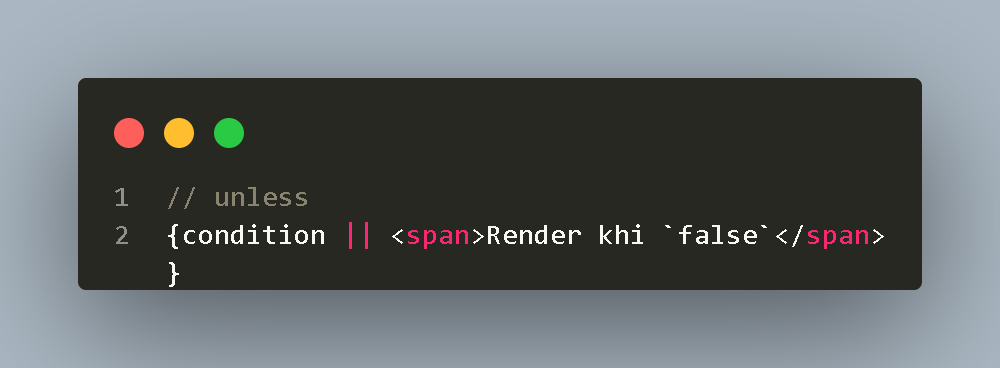 1 // unless
2 {condition || <span>Render khi `false`</span>
}